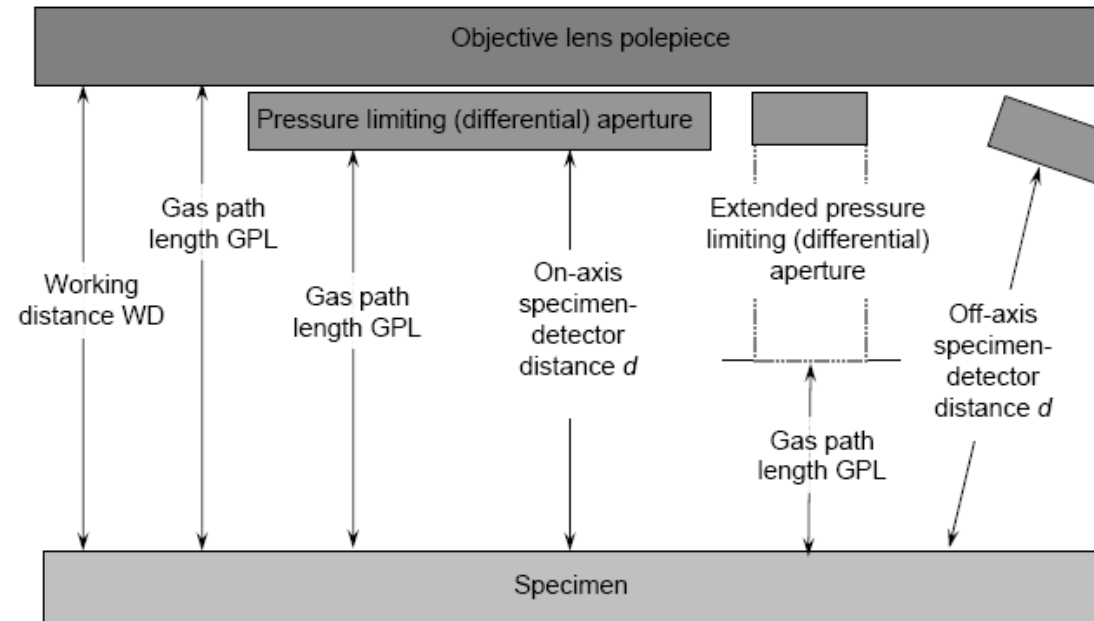 Objective lens polepiece
Pressure limiting (differential) aperture
Working
distance WD
Gas path
length GPL
Gas path
length GPL
On-axis
specimen-
detector
distance d
Extended pressure
limiting (differential)
aperture
Gas path
length GPL
Off-axis
specimen-
detector
distance d
Specimen